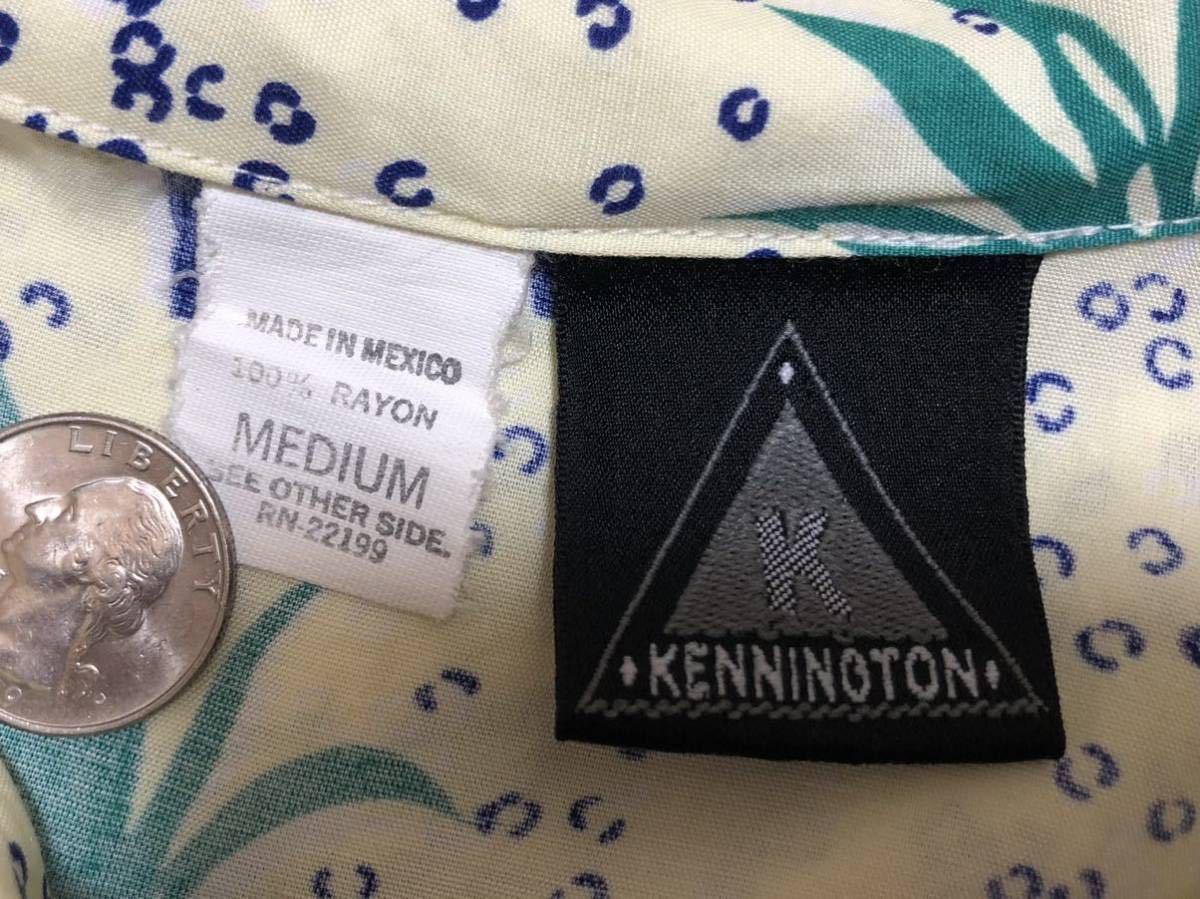 MADE IN MEXICO
100% RAYON
MEDIUM
SEE OTHER SIDE.
RN-22199
K
KENNINGTON
LIBERTY